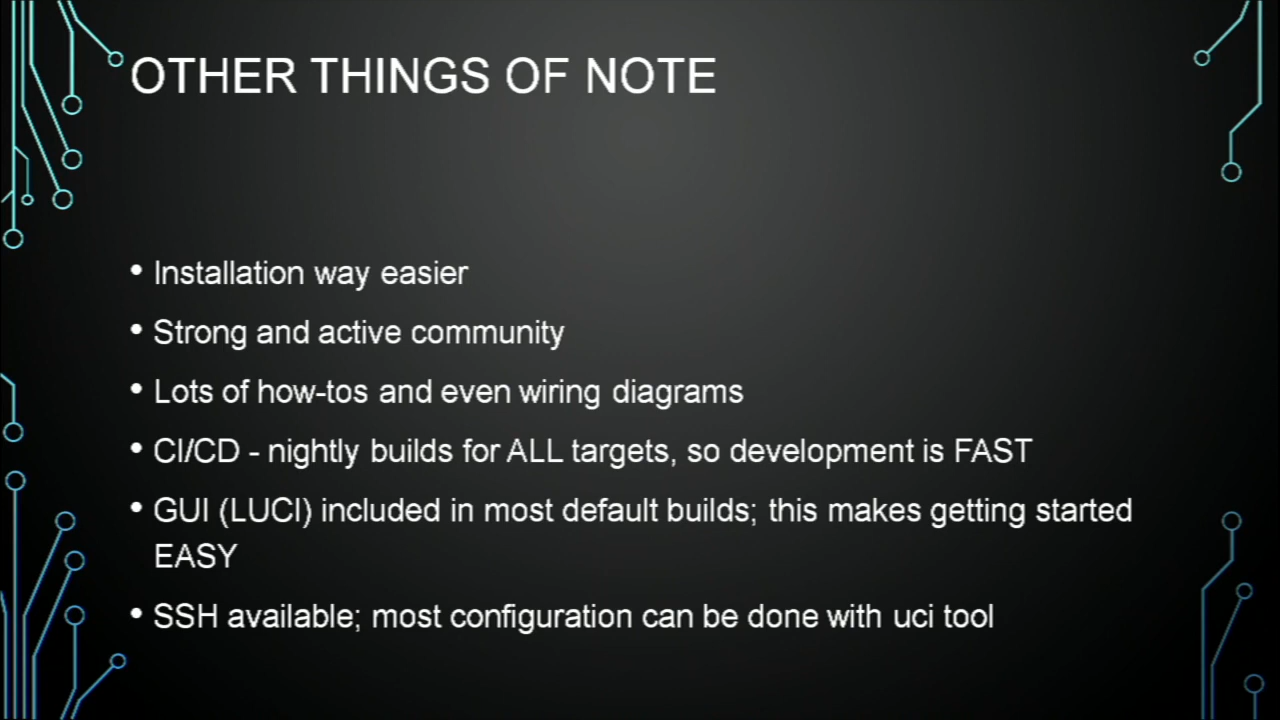 OTHER THINGS OF NOTE
• Installation way easier
• Strong and active community
• Lots of how-tos and even wiring diagrams
• CI/CD - nightly builds for ALL targets, so development is FAST
• GUI (LUCI) included in most default builds; this makes getting started
EASY
• SSH available; most configuration can be done with uci tool